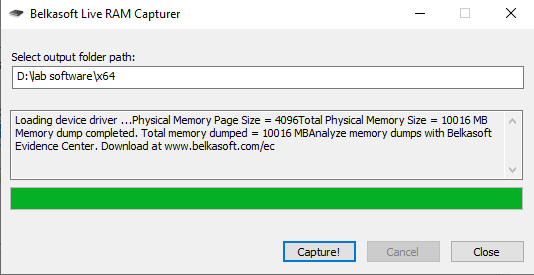 Belkasoft Live RAM Capturer
Select output folder path:
D:\lab software\x64
Loading device driver ...Physical Memory Page Size = 4096Total Physical Memory Size = 10016 MB
Memory dump completed. Total memory dumped = 10016 MBAnalyze memory dumps with Belkasoft
Evidence Center. Download at www.belkasoft.com/ec
Capture!
Cancel
Close